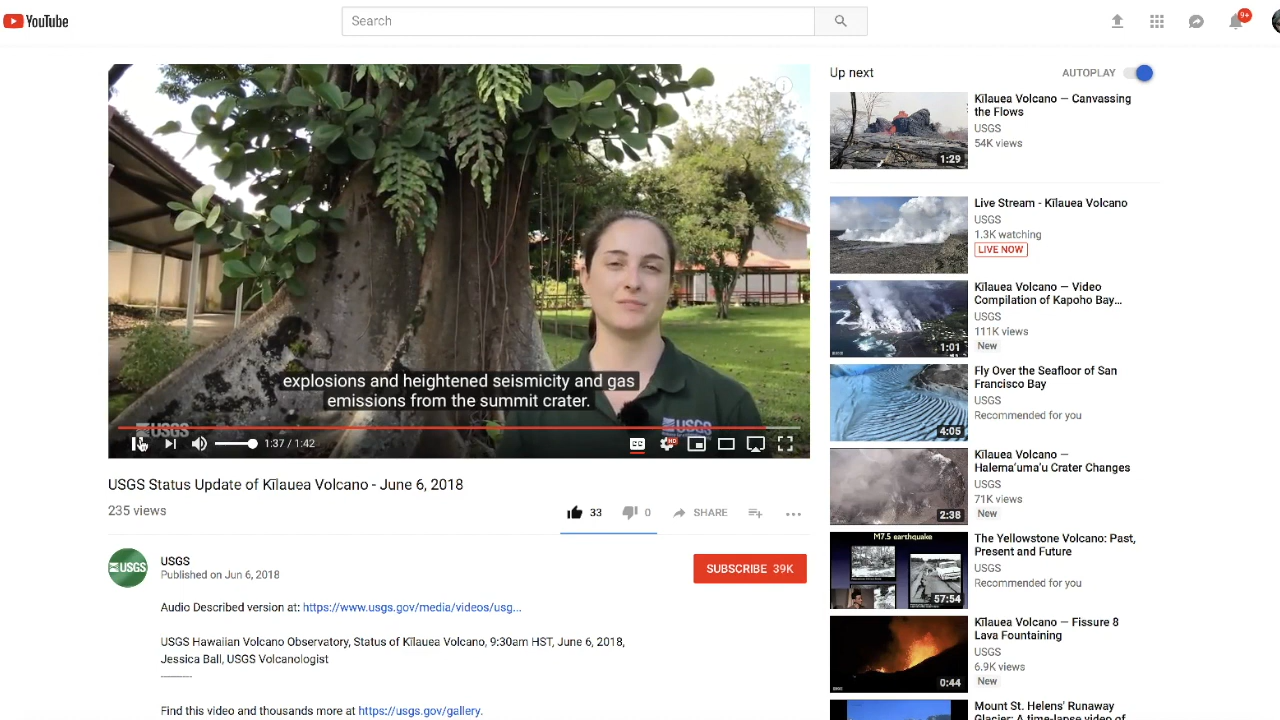 YouTube
Search
9+
explosions and heightened seismicity and gas
emissions from the summit crater.
USGS
USGS
1:37 / 1:42
CC
HD
USGS Status Update of Kīlauea Volcano - June 6, 2018
235 views
33
0
SHARE
USGS
USGS
Published on Jun 6, 2018
SUBSCRIBE 39K
Audio Described version at: https://www.usgs.gov/media/videos/usg...
USGS Hawaiian Volcano Observatory, Status of Kīlauea Volcano, 9:30am HST, June 6, 2018,
Jessica Ball, USGS Volcanologist
----------
Find this video and thousands more at https://usgs.gov/gallery.
Up next
AUTOPLAY
1:29
Kīlauea Volcano — Canvassing
the Flows
USGS
54K views
Live Stream - Kīlauea Volcano
USGS
1.3K watching
LIVE NOW
1:01
Kīlauea Volcano — Video
Compilation of Kapoho Bay...
USGS
111K views
New
4:05
Fly Over the Seafloor of San
Francisco Bay
USGS
Recommended for you
2:38
Kīlauea Volcano —
Halema'uma'u Crater Changes
USGS
71K views
New
M7.5 earthquake
57:54
The Yellowstone Volcano: Past,
Present and Future
USGS
Recommended for you
0:44
Kīlauea Volcano — Fissure 8
Lava Fountaining
USGS
6.9K views
New
Mount St. Helens' Runaway
Glacier: A time-lapse video of